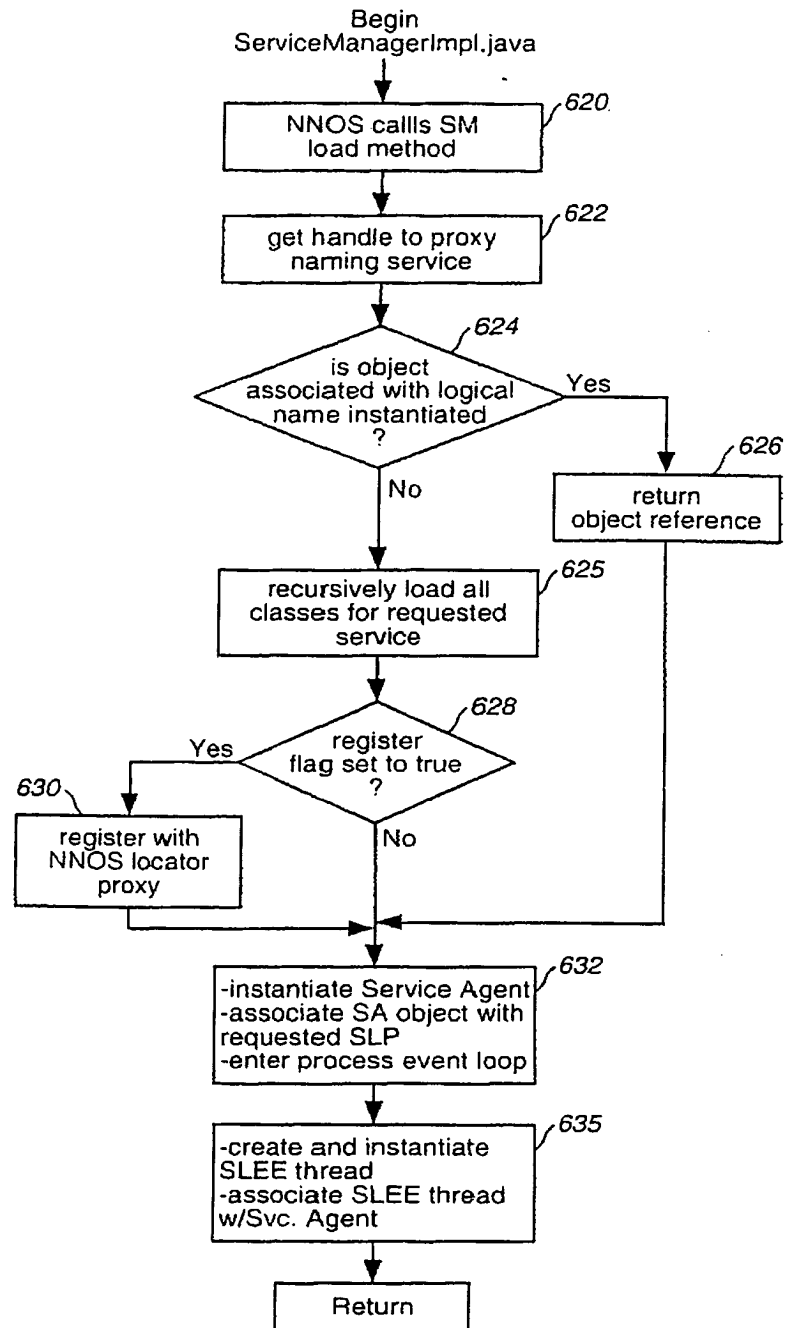 Begin
ServiceManagerImpl.java
620
NNOS callls SM
load method
622
get handle to proxy
naming service
624
is object
associated with logical
name instantiated
?
Yes
626
return
object reference
No
625
recursively load all
classes for requested
service
628
register
flag set to true
?
Yes
630
register with
NNOS locator
proxy
No
632
-instantiate Service Agent
-associate SA object with
requested SLP
-enter process event loop
635
-create and instantiate
SLEE thread
-associate SLEE thread
w/Svc. Agent
Return